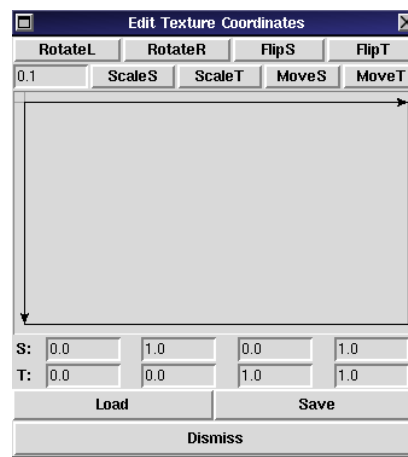 Edit Texture Coordinates
RotateL RotateR FlipS FlipT
0.1 ScaleS ScaleT MoveS MoveT
S: 0.0 1.0 0.0 1.0
T: 0.0 0.0 1.0 1.0
Load Save
Dismiss